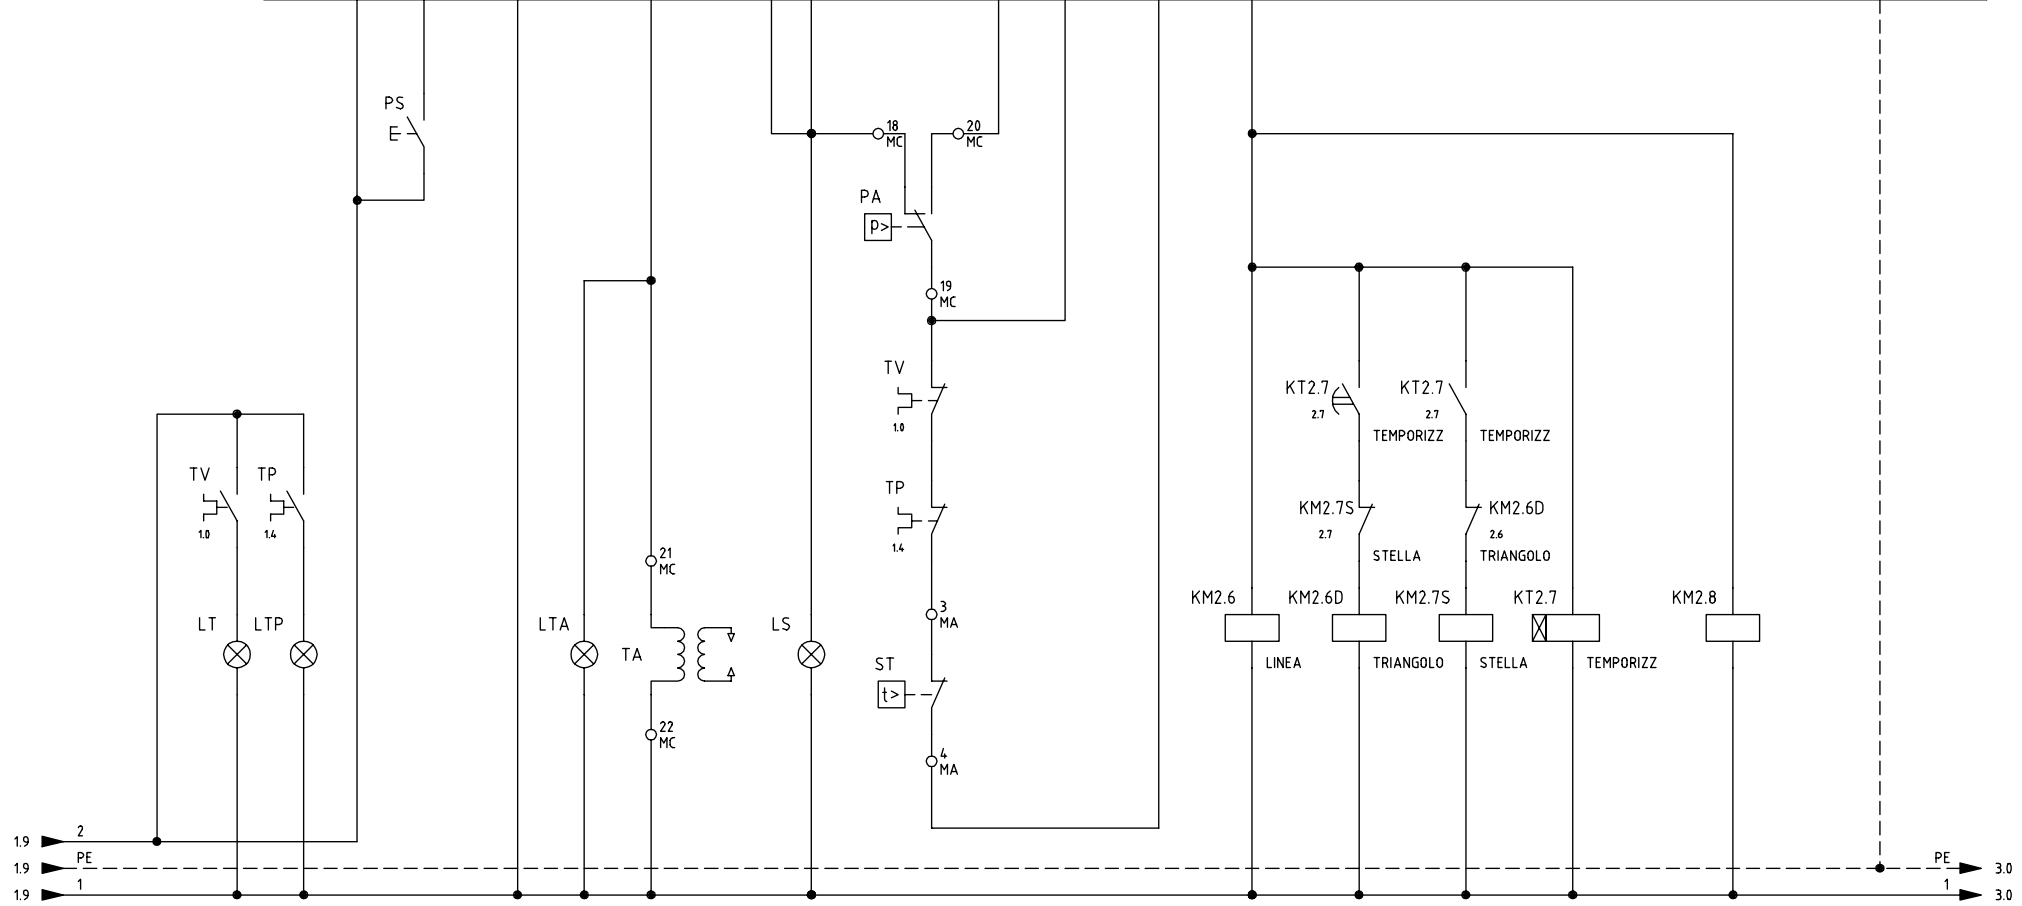 PS
E
18
MC
20
MC
PA
p>
19
MC
TV
1.0
KT2.7
2.7
TEMPORIZZ
KT2.7
2.7
TEMPORIZZ
TV
1.0
TP
1.4
TP
1.4
KM2.7S
2.7
STELLA
KM2.6D
2.6
TRIANGOLO
21
MC
LT
LTP
LTA
TA
LS
3
MA
KM2.6
LINEA
KM2.6D
TRIANGOLO
KM2.7S
STELLA
KT2.7
TEMPORIZZ
KM2.8
ST
t>
22
MC
4
MA
1.9
2
1.9
PE
PE
3.0
1.9
1
1
3.0